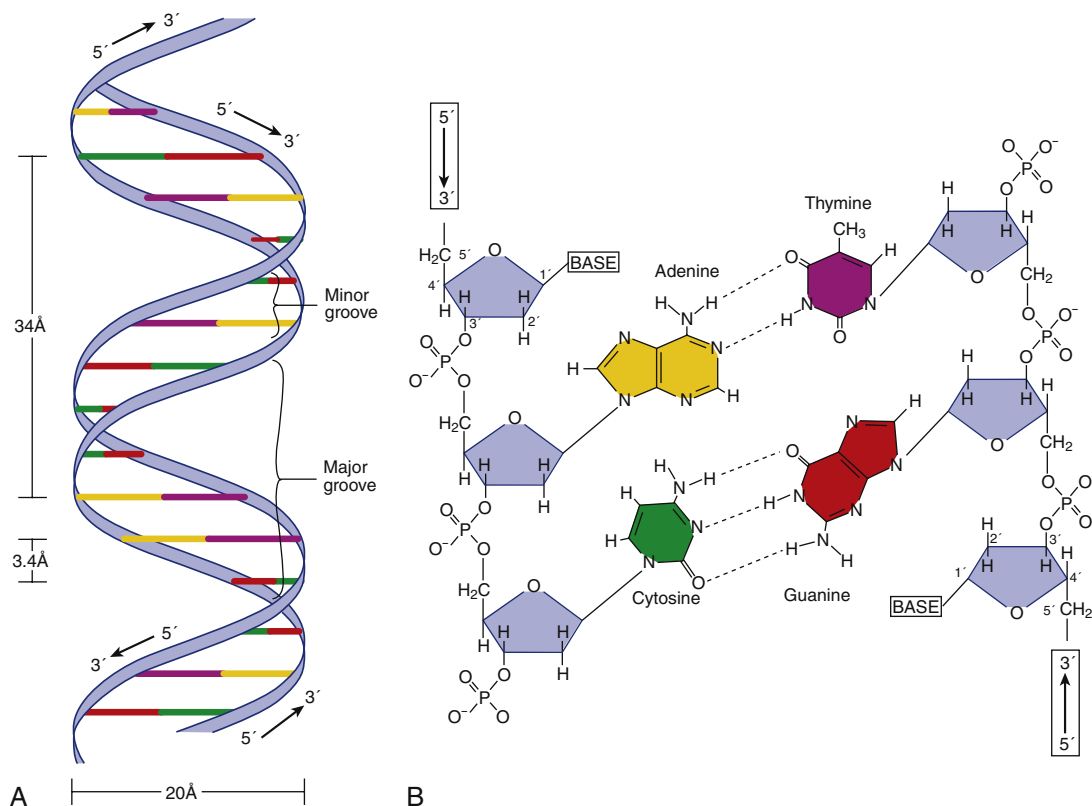 5´ 3´
5´
3´
34Å
Minor
groove
Major
groove
3.4Å
5´
3´
3´
5´
20Å
A
5´
3´
H₂C 5´ O
4´ 1´ BASE
H H
3´ 2´
O H
O
P
O⁻ O
H₂C
O
H H
O H
O
P
O⁻ O
H₂C
O
H H
O H
O
P
O⁻ O
Adenine
H H
N
N N
H
N N H
Thymine
CH₃
O H
H N N
O
H
N H
H
H N
N
O
Cytosine
O N H
H N N
N
N H
H
Guanine
O O⁻
P
O O
H
H H
O
CH₂
O O⁻
P
O O
H
H H
O
CH₂
O O⁻
P
O O
H 2´ 3´ H
H H
1´ 4´
BASE O 5´ CH₂
3´
5´
B